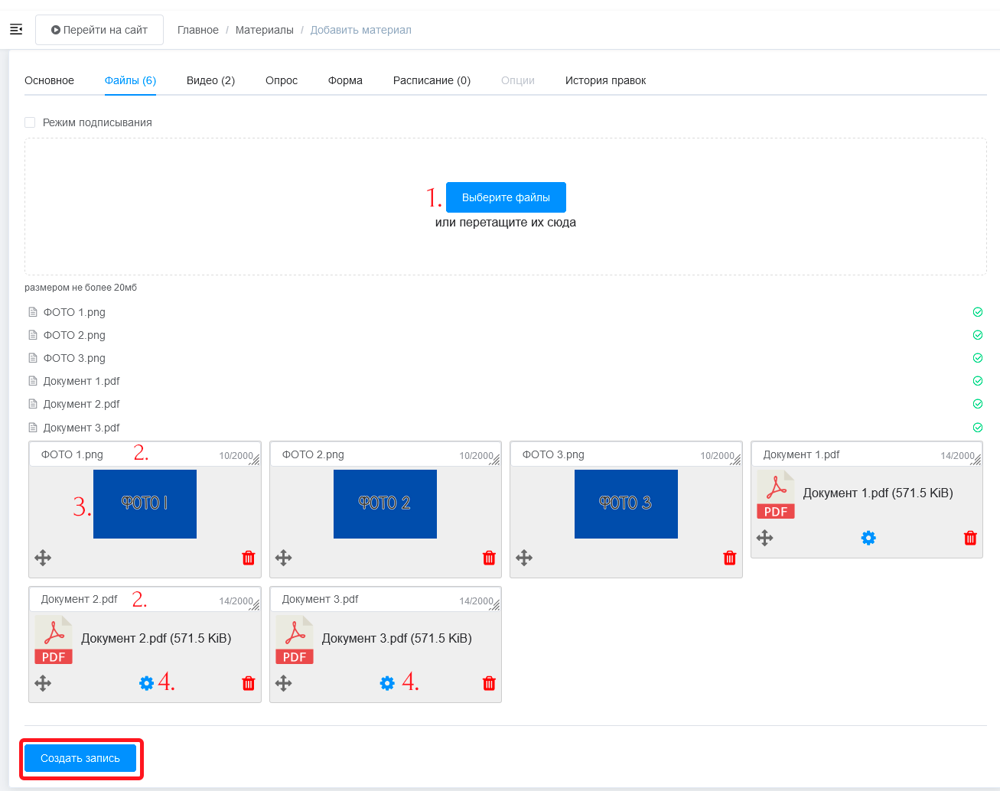 Перейти на сайт Главное / Материалы / Добавить материал
Основное Файлы (6) Видео (2) Опрос Форма Расписание (0) Опции История правок
Режим подписывания
1. Выберите файлы
или перетащите их сюда
размером не более 20мб
ФОТО 1.png
ФОТО 2.png
ФОТО 3.png
Документ 1.pdf
Документ 2.pdf
Документ 3.pdf
ФОТО 1.png 2. 10/2000
3. ФОТО 1
ФОТО 2.png 10/2000
ФОТО 2
ФОТО 3.png 10/2000
ФОТО 3
Документ 1.pdf 14/2000
Документ 1.pdf (571.5 KiB)
PDF
Документ 2.pdf 2. 14/2000
Документ 2.pdf (571.5 KiB)
PDF
4.
Документ 3.pdf 14/2000
Документ 3.pdf (571.5 KiB)
PDF
4.
Создать запись